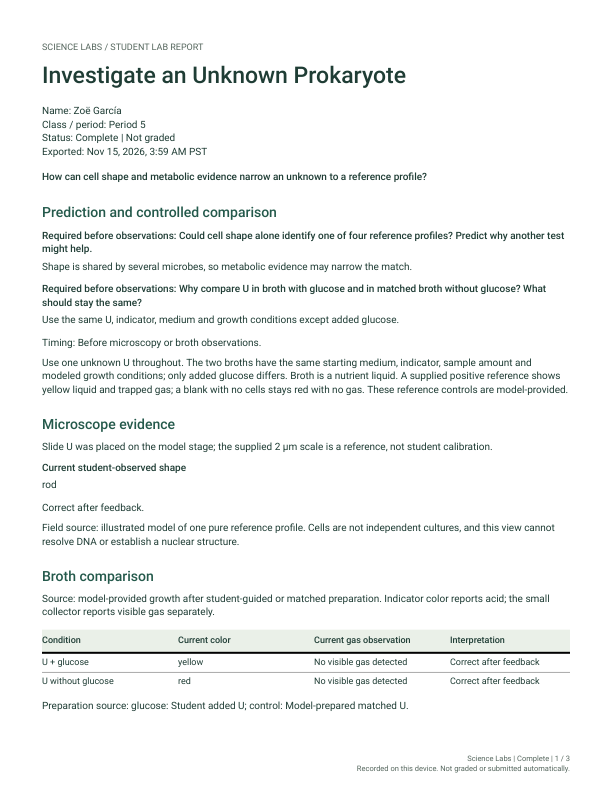 SCIENCE LABS / STUDENT LAB REPORT
Investigate an Unknown Prokaryote
Name: Zoë García
Class / period: Period 5
Status: Complete | Not graded
Exported: Nov 15, 2026, 3:59 AM PST
How can cell shape and metabolic evidence narrow an unknown to a reference profile?
Prediction and controlled comparison
Required before observations: Could cell shape alone identify one of four reference profiles? Predict why another test
might help.
Shape is shared by several microbes, so metabolic evidence may narrow the match.
Required before observations: Why compare U in broth with glucose and in matched broth without glucose? What
should stay the same?
Use the same U, indicator, medium and growth conditions except added glucose.
Timing: Before microscopy or broth observations.
Use one unknown U throughout. The two broths have the same starting medium, indicator, sample amount and
modeled growth conditions; only added glucose differs. Broth is a nutrient liquid. A supplied positive reference shows
yellow liquid and trapped gas; a blank with no cells stays red with no gas. These reference controls are model-provided.
Microscope evidence
Slide U was placed on the model stage; the supplied 2 µm scale is a reference, not student calibration.
Current student-observed shape
rod
Correct after feedback.
Field source: illustrated model of one pure reference profile. Cells are not independent cultures, and this view cannot
resolve DNA or establish a nuclear structure.
Broth comparison
Source: model-provided growth after student-guided or matched preparation. Indicator color reports acid; the small
collector reports visible gas separately.
Condition Current color Current gas observation Interpretation
U + glucose yellow No visible gas detected Correct after feedback
U without glucose red No visible gas detected Correct after feedback
Preparation source: glucose: Student added U; control: Model-prepared matched U.
Science Labs | Complete | 1 / 3
Recorded on this device. Not graded or submitted automatically.